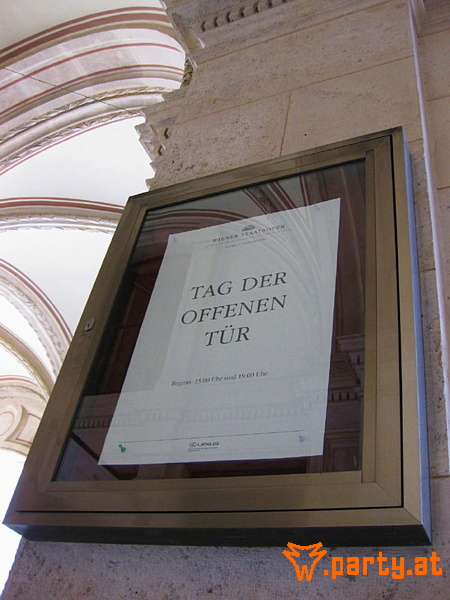 WIENER STAATSOPER
TAG DER
OFFENEN
TÜR
Beginn: 15.00 Uhr und 19.00 Uhr
LEXUS
.party.at